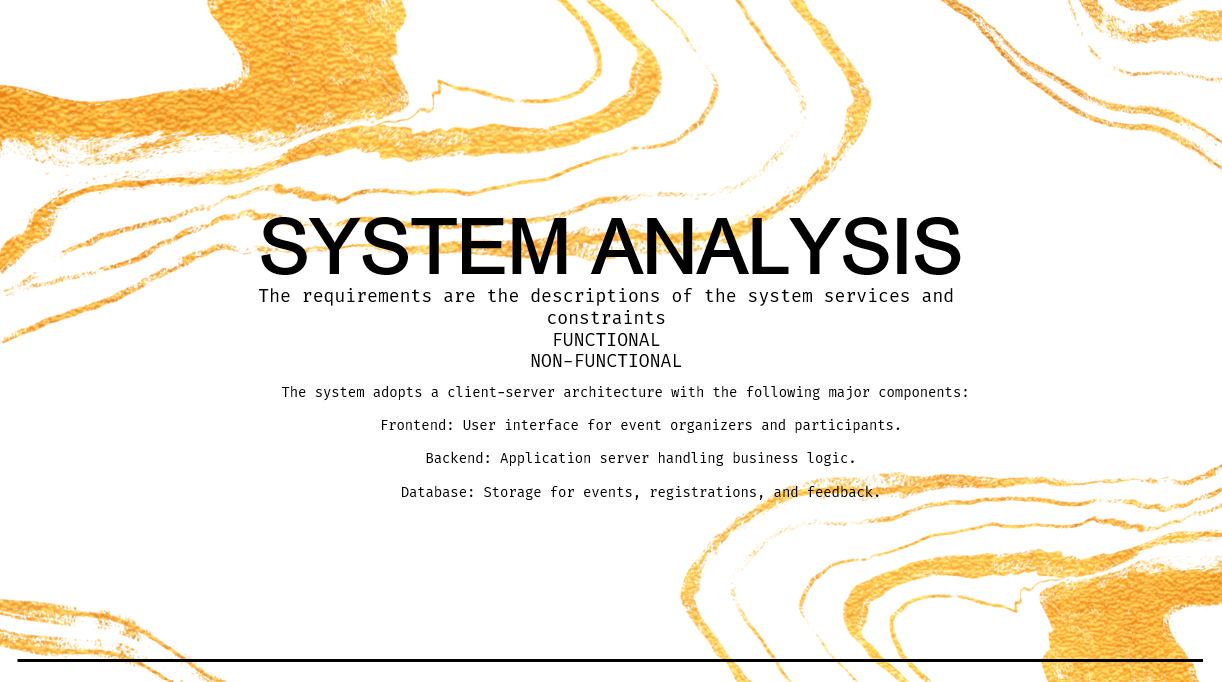 SYSTEM ANALYSIS
The requirements are the descriptions of the system services and
constraints
FUNCTIONAL
NON-FUNCTIONAL
The system adopts a client-server architecture with the following major components:
Frontend: User interface for event organizers and participants.
Backend: Application server handling business logic.
Database: Storage for events, registrations, and feedback.